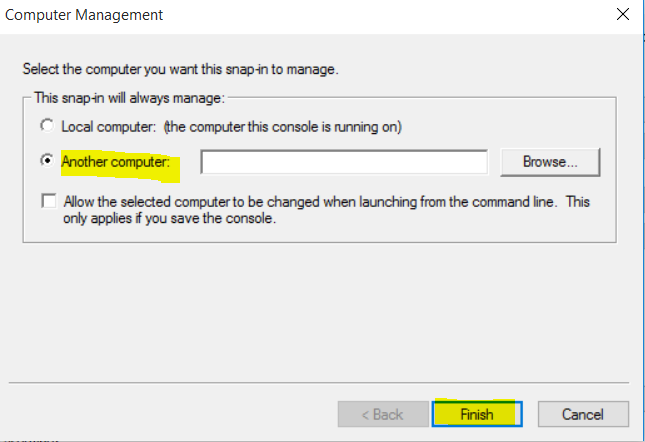 Computer Management
Select the computer you want this snap-in to manage.
This snap-in will always manage:
Local computer: (the computer this console is running on)
Another computer:
Browse...
Allow the selected computer to be changed when launching from the command line. This
only applies if you save the console.
< Back
Finish
Cancel